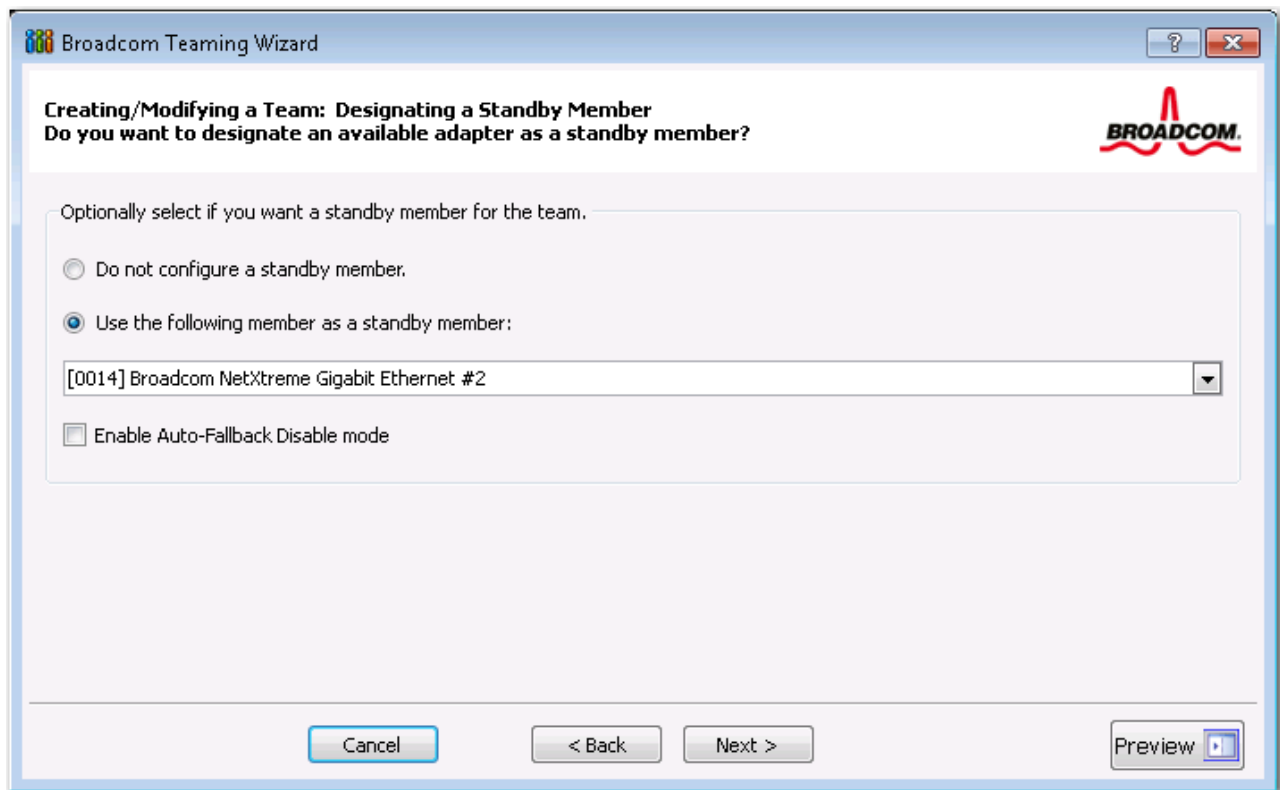 Broadcom Teaming Wizard
?
Creating/Modifying a Team: Designating a Standby Member
Do you want to designate an available adapter as a standby member?
BROADCOM.
Optionally select if you want a standby member for the team.
Do not configure a standby member.
Use the following member as a standby member:
[0014] Broadcom NetXtreme Gigabit Ethernet #2
Enable Auto-Fallback Disable mode
Cancel
< Back
Next >
Preview